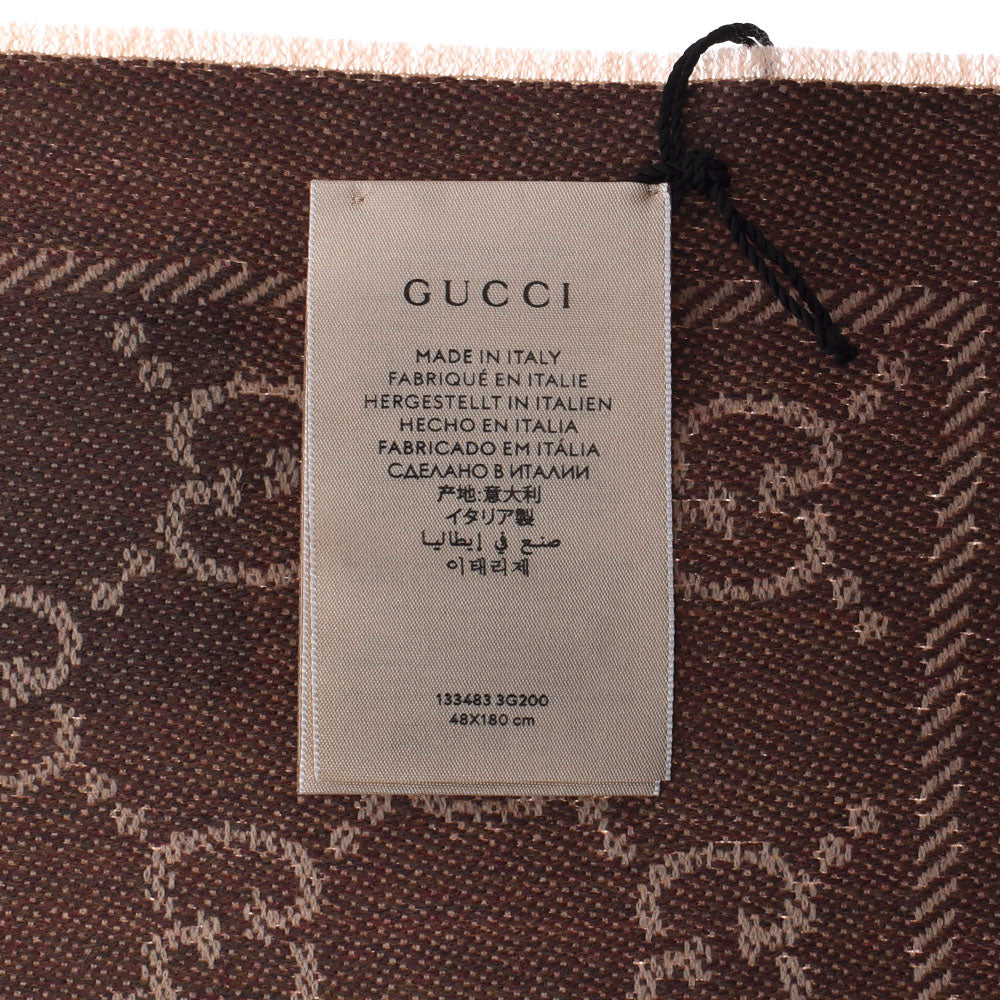 GUCCI
MADE IN ITALY
FABRIQUÉ EN ITALIE
HERGESTELLT IN ITALIEN
HECHO EN ITALIA
FABRICADO EM ITÁLIA
СДЕЛАНО В ИТАЛИИ
产地:意大利
イタリア製
صنع في إيطاليا
이태리제
133483 3G200
48X180 cm